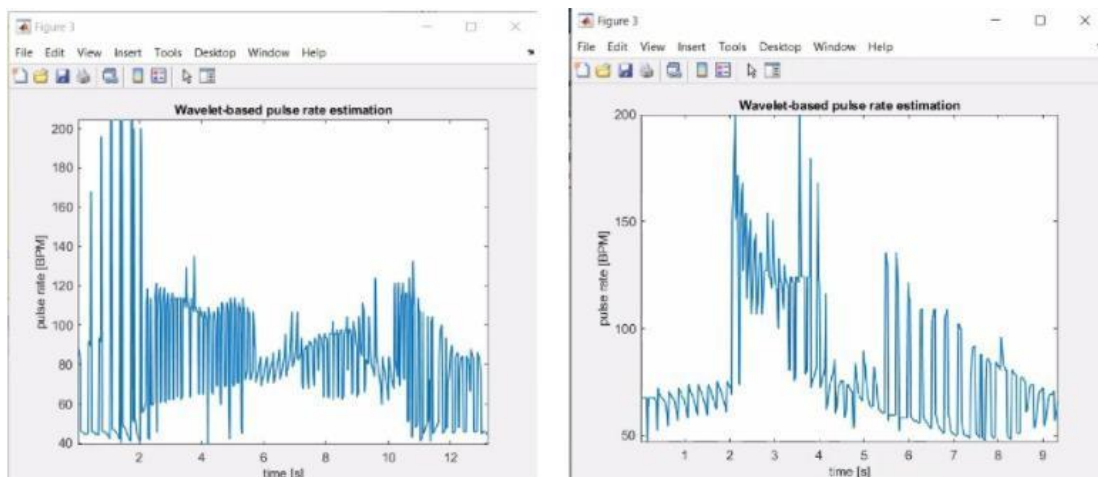 Figure 3
File Edit View Insert Tools Desktop Window Help
Wavelet-based pulse rate estimation
pulse rate [BPM]
200
180
160
140
120
100
80
60
40
2 4 6 8 10 12
time [s]
Figure 3
File Edit View Insert Tools Desktop Window Help
Wavelet-based pulse rate estimation
pulse rate [BPM]
200
150
100
50
1 2 3 4 5 6 7 8 9
time [s]